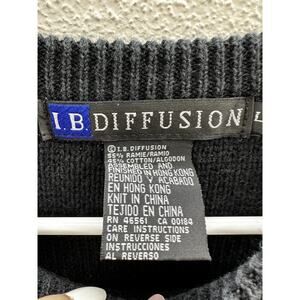 I.B. DIFFUSION L
© I.B. DIFFUSION
55% RAMIE/RAMIO
45% COTTON/ALGODON
ASSEMBLED AND
FINISHED IN HONG KONG
REUNIDO Y ACABADO
EN HONG KONG
KNIT IN CHINA
TEJIDO EN CHINA
RN 46561 CA 00184
CARE INSTRUCTIONS
ON REVERSE SIDE
INSTRUCCIONES
AL REVERSO